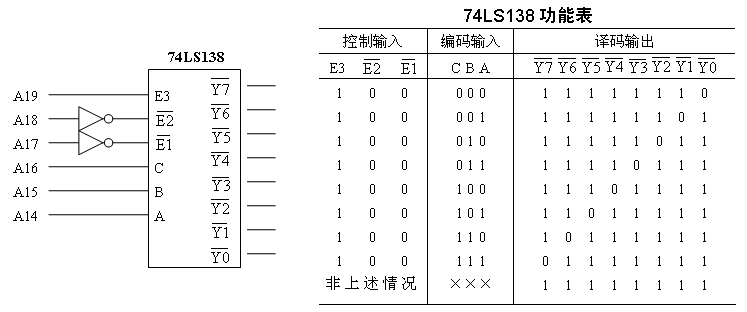 74LS138
A19
A18
A17
A16
A15
A14
E3
E2̅
E1̅
C
B
A
Y7̅
Y6̅
Y5̅
Y4̅
Y3̅
Y2̅
Y1̅
Y0̅
74LS138 功能表
控制输入 编码输入 译码输出
E3 E2̅ E1̅ C B A Y7̅ Y6̅ Y5̅ Y4̅ Y3̅ Y2̅ Y1̅ Y0̅
1 0 0 0 0 0 1 1 1 1 1 1 1 0
1 0 0 0 0 1 1 1 1 1 1 1 0 1
1 0 0 0 1 0 1 1 1 1 1 0 1 1
1 0 0 0 1 1 1 1 1 1 0 1 1 1
1 0 0 1 0 0 1 1 1 0 1 1 1 1
1 0 0 1 0 1 1 1 0 1 1 1 1 1
1 0 0 1 1 0 1 0 1 1 1 1 1 1
1 0 0 1 1 1 0 1 1 1 1 1 1 1
非上述情况 ××× 1 1 1 1 1 1 1 1